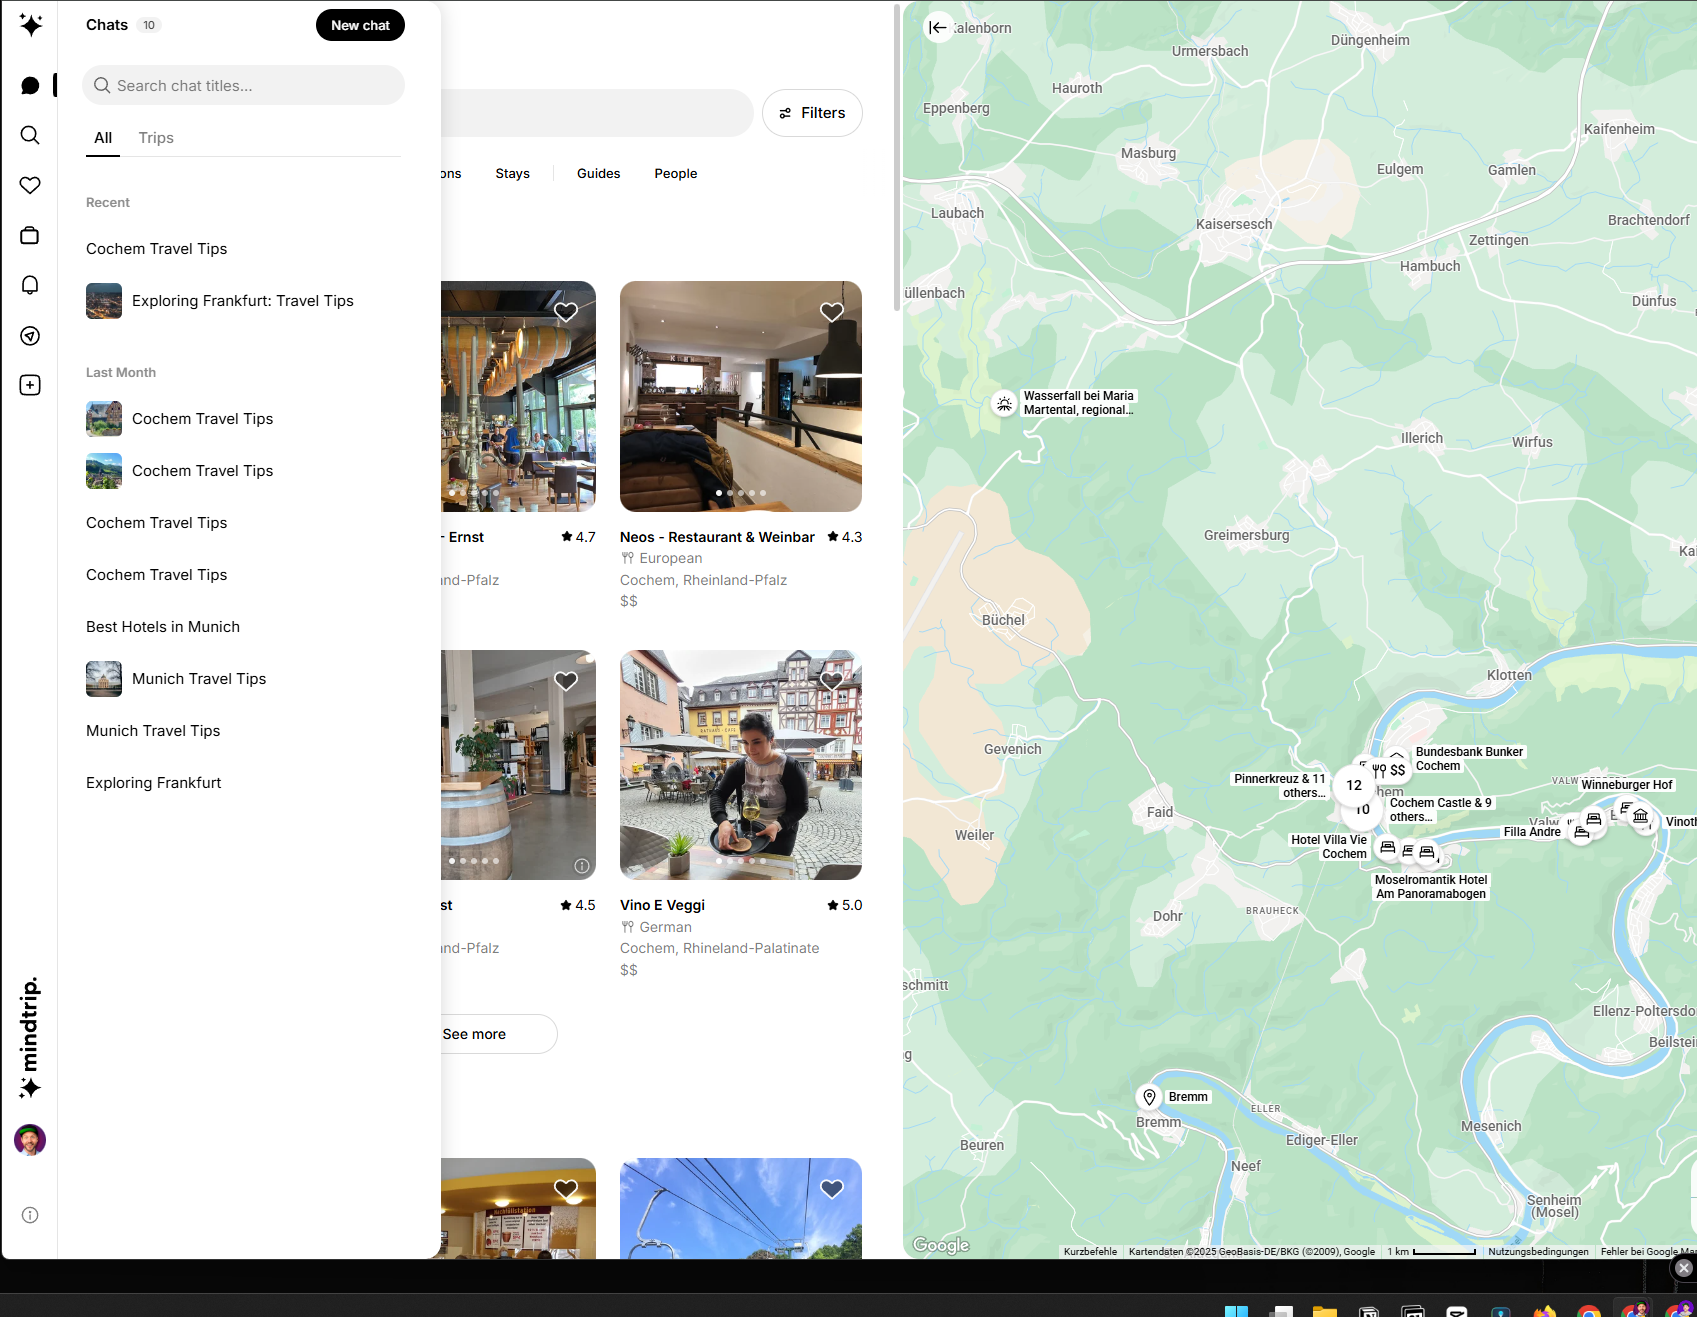 Chats 10
New chat
Search chat titles...
All
Trips
Recent
Cochem Travel Tips
Exploring Frankfurt: Travel Tips
Last Month
Cochem Travel Tips
Cochem Travel Tips
Cochem Travel Tips
Cochem Travel Tips
Best Hotels in Munich
Munich Travel Tips
Munich Travel Tips
Exploring Frankfurt
mindtrip.
Filters
ons
Stays
Guides
People
- Ernst
4.7
and-Pfalz
Neos - Restaurant & Weinbar
4.3
European
Cochem, Rheinland-Pfalz
$$
st
4.5
and-Pfalz
Vino E Veggi
5.0
German
Cochem, Rhineland-Palatinate
$$
See more
Kalenborn
Urmersbach
Düngenheim
Hauroth
Eppenberg
Kaifenheim
Masburg
Eulgem
Gamlen
Laubach
Kaisersesch
Brachtendorf
Zettingen
Hambuch
üllenbach
Dünfus
Wasserfall bei Maria
Martental, regional...
Illerich
Wirfus
Greimersburg
Kai
Büchel
Klotten
Gevenich
Bundesbank Bunker
Cochem
$$
Pinnerkreuz & 11
others...
12
hem
10
Cochem Castle & 9
others...
Winneburger Hof
Valw
Filla Andre
Vinoth
Faid
Weiler
Hotel Villa Vie
Cochem
Moselromantik Hotel
Am Panoramabogen
BRAUHECK
Dohr
schmitt
Ellenz-Poltersdo
Beilstein
Bremm
Bremm
ELLER
Mesenich
Ediger-Eller
Beuren
Neef
Senheim
(Mosel)
Google
Kurzbefehle
Kartendaten ©2025 GeoBasis-DE/BKG (©2009), Google
1 km
Nutzungsbedingungen
Fehler bei Google Ma